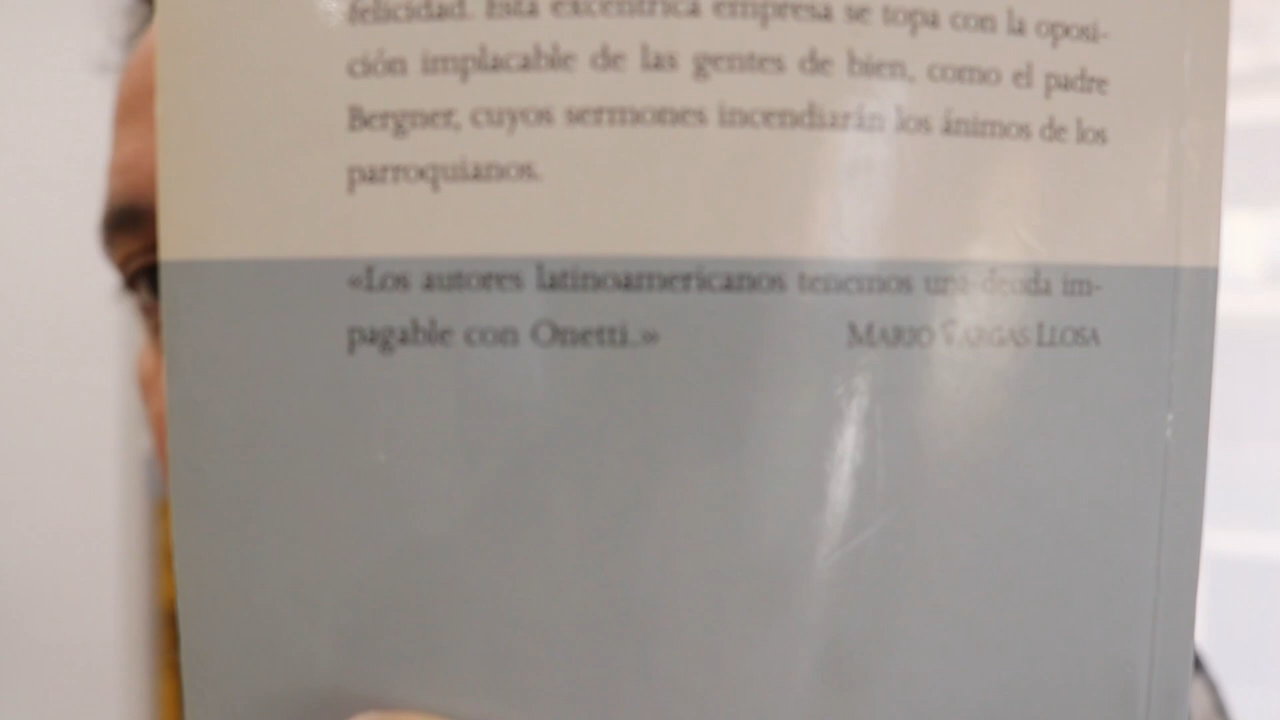 felicidad. Esta excéntrica empresa se topa con la oposi-
ción implacable de las gentes de bien, como el padre
Bergner, cuyos sermones incendiarán los ánimos de los
parroquianos.
«Los autores latinoamericanos tenemos una deuda im-
pagable con Onetti.»
MARIO VARGAS LLOSA